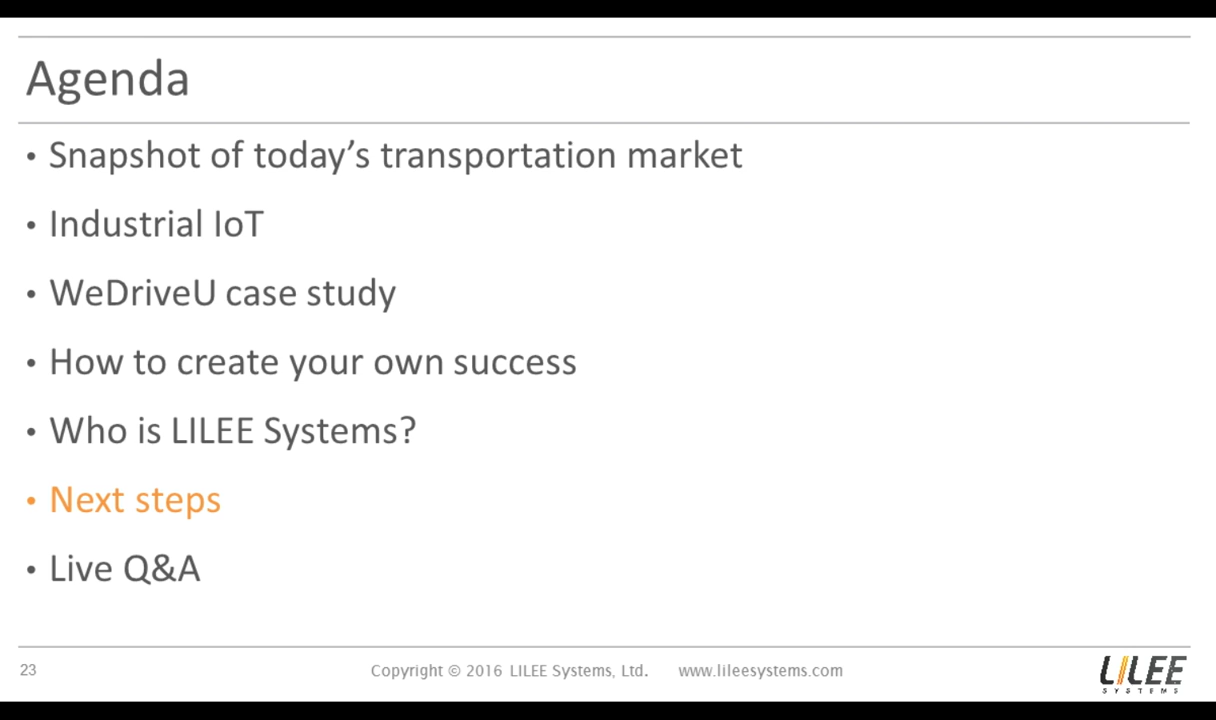 Agenda
• Snapshot of today’s transportation market
• Industrial IoT
• WeDriveU case study
• How to create your own success
• Who is LILEE Systems?
• Next steps
• Live Q&A
23
Copyright © 2016 LILEE Systems, Ltd. www.lileesystems.com
LILEE
SYSTEMS